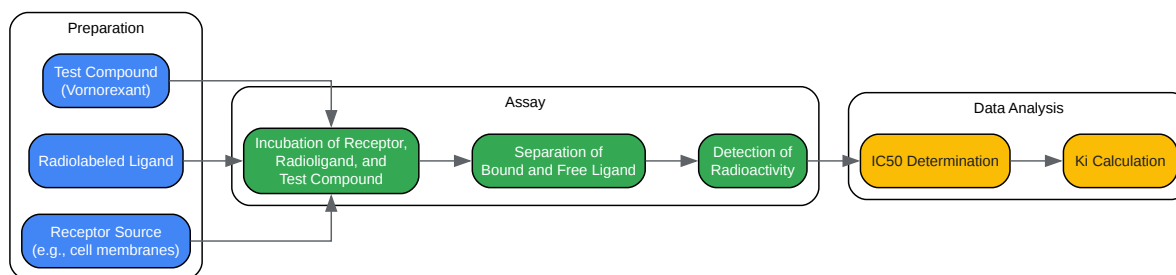 Preparation
Test Compound
(Vornorexant)
Radiolabeled Ligand
Receptor Source
(e.g., cell membranes)
Assay
Incubation of Receptor,
Radioligand, and
Test Compound
Separation of
Bound and Free Ligand
Detection of
Radioactivity
Data Analysis
IC50 Determination
Ki Calculation